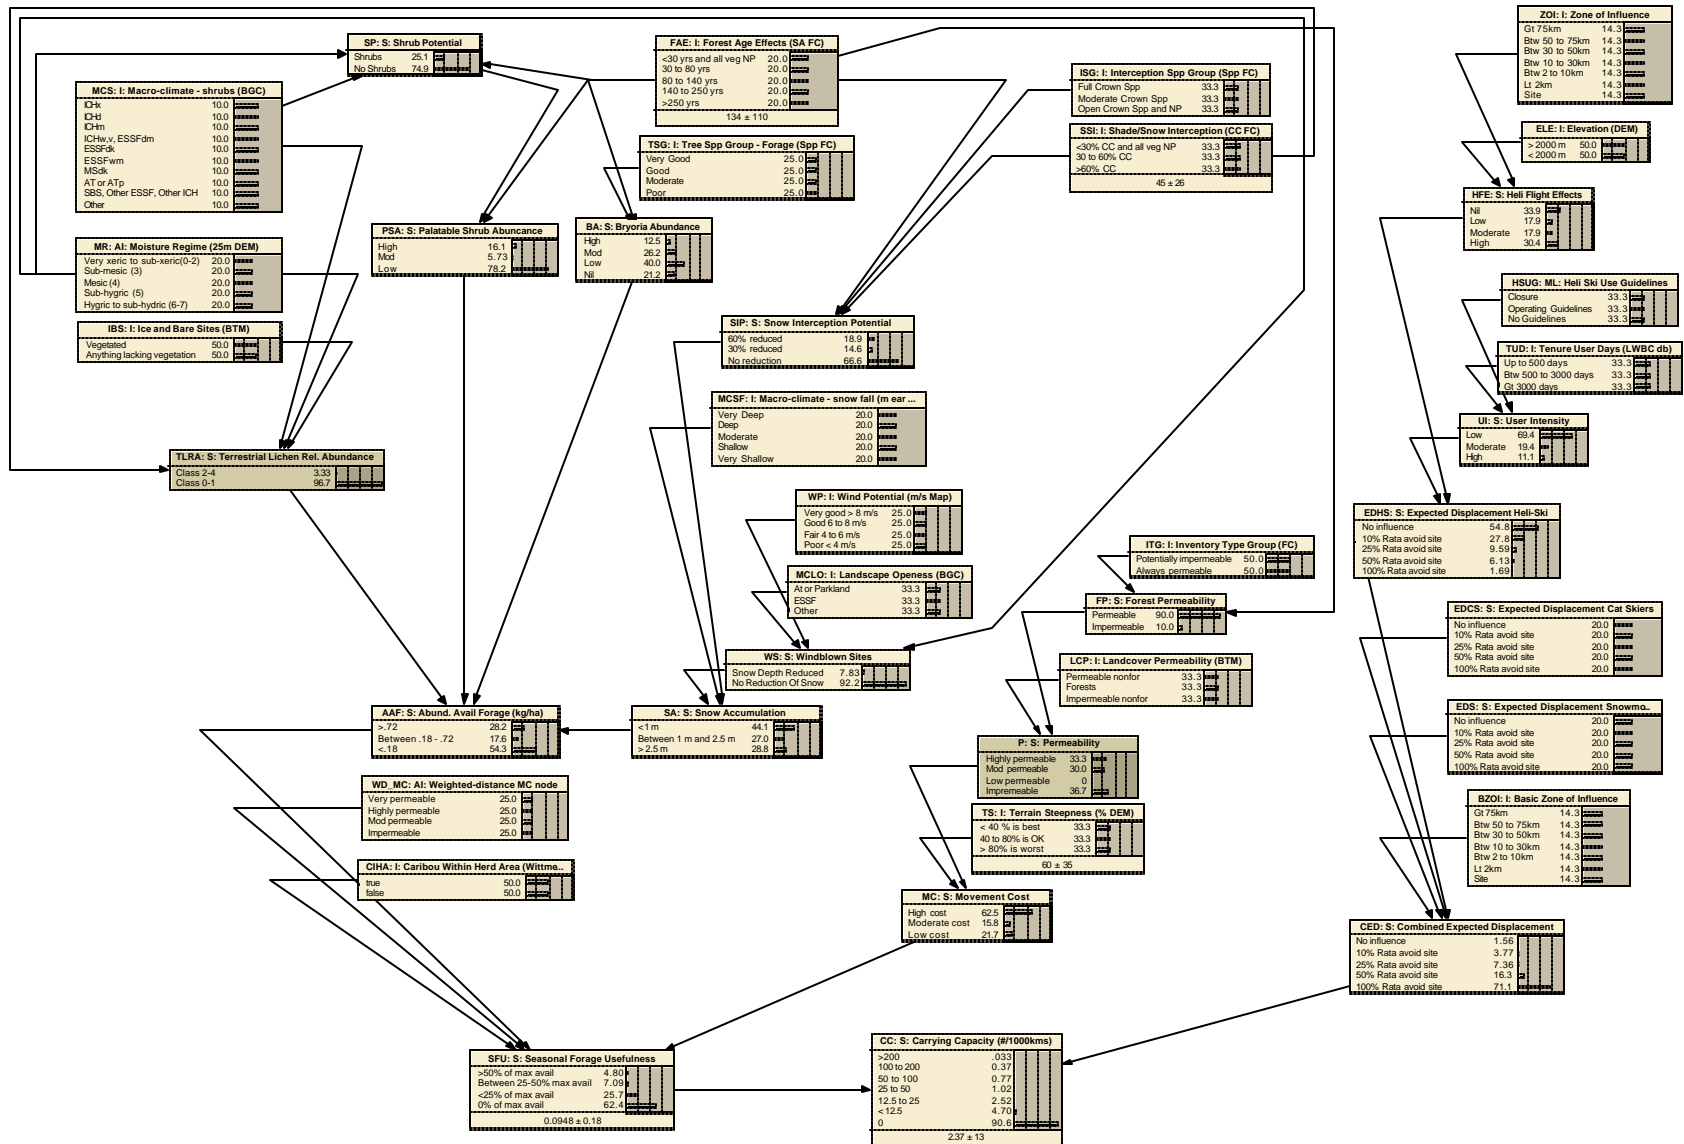 SP: S: Shrub Potential
Shrubs 25.1
No Shrubs 74.9
MCS: I: Macro-climate - shrubs (BGC)
ICHx 10.0
ICHd 10.0
ICHm 10.0
ICHw,v, ESSFdm 10.0
ESSFdk 10.0
ESSFwm 10.0
MSdk 10.0
AT or ATp 10.0
SBS, Other ESSF, Other ICH 10.0
Other 10.0
MR: AI: Moisture Regime (25m DEM)
Very xeric to sub-xeric(0-2) 20.0
Sub-mesic (3) 20.0
Mesic (4) 20.0
Sub-hygric (5) 20.0
Hygric to sub-hydric (6-7) 20.0
IBS: I: Ice and Bare Sites (BTM)
Vegetated 50.0
Anything lacking vegetation 50.0
TLRA: S: Terrestrial Lichen Rel. Abundance
Class 2-4 3.33
Class 0-1 96.7
FAE: I: Forest Age Effects (SA FC)
<30 yrs and all veg NP 20.0
30 to 80 yrs 20.0
80 to 140 yrs 20.0
140 to 250 yrs 20.0
>250 yrs 20.0
134 ± 110
TSG: I: Tree Spp Group - Forage (Spp FC)
Very Good 25.0
Good 25.0
Moderate 25.0
Poor 25.0
PSA: S: Palatable Shrub Abuncance
High 16.1
Mod 5.73
Low 78.2
BA: S: Bryoria Abundance
High 12.5
Mod 26.2
Low 40.0
Nil 21.2
ISG: I: Interception Spp Group (Spp FC)
Full Crown Spp 33.3
Moderate Crown Spp 33.3
Open Crown Spp and NP 33.3
SSI: I: Shade/Snow Interception (CC FC)
<30% CC and all veg NP 33.3
30 to 60% CC 33.3
>60% CC 33.3
45 ± 26
SIP: S: Snow Interception Potential
60% reduced 18.9
30% reduced 14.6
No reduction 66.6
MCSF: I: Macro-climate - snow fall (m ear ...
Very Deep 20.0
Deep 20.0
Moderate 20.0
Shallow 20.0
Very Shallow 20.0
WP: I: Wind Potential (m/s Map)
Very good > 8 m/s 25.0
Good 6 to 8 m/s 25.0
Fair 4 to 6 m/s 25.0
Poor < 4 m/s 25.0
MCLO: I: Landscape Openess (BGC)
At or Parkland 33.3
ESSF 33.3
Other 33.3
WS: S: Windblown Sites
Snow Depth Reduced 7.83
No Reduction Of Snow 92.2
AAF: S: Abund. Avail Forage (kg/ha)
>.72 28.2
Between .18 - .72 17.6
<.18 54.3
SA: S: Snow Accumulation
<1 m 44.1
Between 1 m and 2.5 m 27.0
> 2.5 m 28.8
WD_MC: AI: Weighted-distance MC node
Very permeable 25.0
Highly permeable 25.0
Mod permeable 25.0
Impermeable 25.0
CIHA: I: Caribou Within Herd Area (Wittme..
true 50.0
false 50.0
ITG: I: Inventory Type Group (FC)
Potentially impermeable 50.0
Always permeable 50.0
FP: S: Forest Permeability
Permeable 90.0
Impermeable 10.0
LCP: I: Landcover Permeability (BTM)
Permeable nonfor 33.3
Forests 33.3
Impermeable nonfor 33.3
P: S: Permeability
Highly permeable 33.3
Mod permeable 30.0
Low permeable 0
Impremeable 36.7
TS: I: Terrain Steepness (% DEM)
< 40 % is best 33.3
40 to 80% is OK 33.3
> 80% is worst 33.3
60 ± 35
MC: S: Movement Cost
High cost 62.5
Moderate cost 15.8
Low cost 21.7
SFU: S: Seasonal Forage Usefulness
>50% of max avail 4.80
Between 25-50% max avail 7.09
<25% of max avail 25.7
0% of max avail 62.4
0.0948 ± 0.18
CC: S: Carrying Capacity (#/1000kms)
>200 .033
100 to 200 0.37
50 to 100 0.77
25 to 50 1.02
12.5 to 25 2.52
< 12.5 4.70
0 90.6
2.37 ± 13
ZOI: I: Zone of Influence
Gt 75km 14.3
Btw 50 to 75km 14.3
Btw 30 to 50km 14.3
Btw 10 to 30km 14.3
Btw 2 to 10km 14.3
Lt 2km 14.3
Site 14.3
ELE: I: Elevation (DEM)
> 2000 m 50.0
< 2000 m 50.0
HFE: S: Heli Flight Effects
Nil 33.9
Low 17.9
Moderate 17.9
High 30.4
HSUG: ML: Heli Ski Use Guidelines
Closure 33.3
Operating Guidelines 33.3
No Guidelines 33.3
TUD: I: Tenure User Days (LWBC db)
Up to 500 days 33.3
Btw 500 to 3000 days 33.3
Gt 3000 days 33.3
UI: S: User Intensity
Low 69.4
Moderate 19.4
High 11.1
EDHS: S: Expected Displacement Heli-Ski
No influence 54.8
10% Rata avoid site 27.8
25% Rata avoid site 9.59
50% Rata avoid site 6.13
100% Rata avoid site 1.69
EDCS: S: Expected Displacement Cat Skiers
No influence 20.0
10% Rata avoid site 20.0
25% Rata avoid site 20.0
50% Rata avoid site 20.0
100% Rata avoid site 20.0
EDS: S: Expected Displacement Snowmo..
No influence 20.0
10% Rata avoid site 20.0
25% Rata avoid site 20.0
50% Rata avoid site 20.0
100% Rata avoid site 20.0
BZOI: I: Basic Zone of Influence
Gt 75km 14.3
Btw 50 to 75km 14.3
Btw 30 to 50km 14.3
Btw 10 to 30km 14.3
Btw 2 to 10km 14.3
Lt 2km 14.3
Site 14.3
CED: S: Combined Expected Displacement
No influence 1.56
10% Rata avoid site 3.77
25% Rata avoid site 7.36
50% Rata avoid site 16.3
100% Rata avoid site 71.1